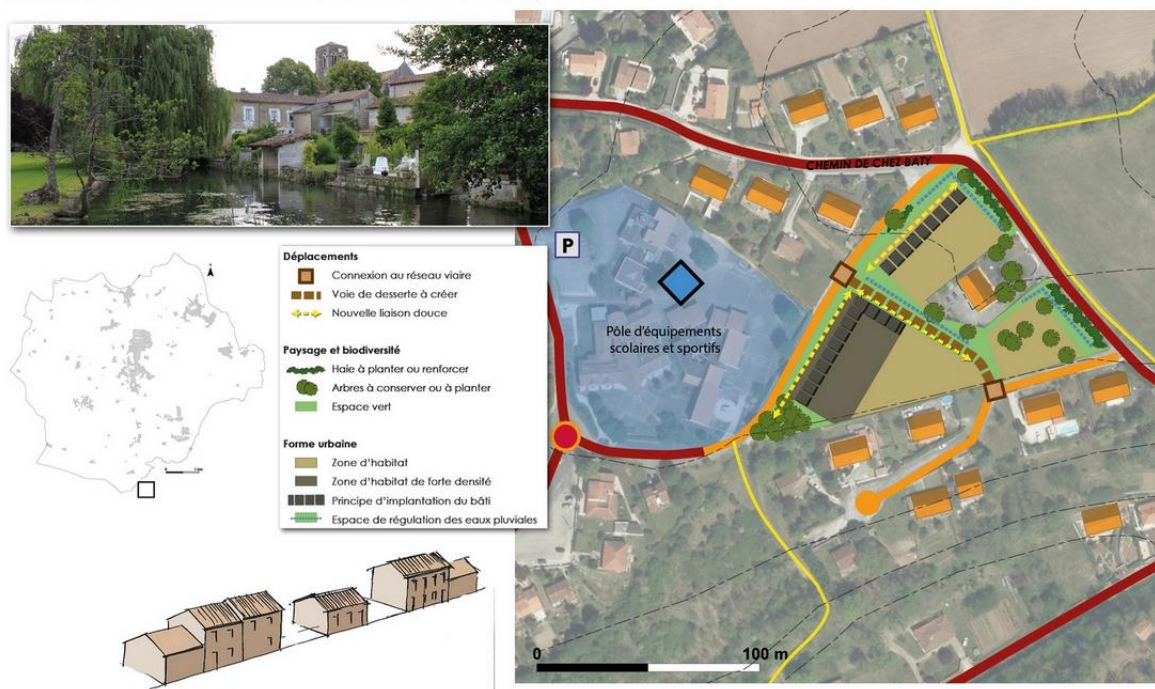 P
CHEMIN DE CHEZ BATY
Pôle d'équipements
scolaires et sportifs
Déplacements
Connexion au réseau viaire
Voie de desserte à créer
Nouvelle liaison douce
Paysage et biodiversité
Haie à planter ou renforcer
Arbres à conserver ou à planter
Espace vert
Forme urbaine
Zone d'habitat
Zone d'habitat de forte densité
Principe d'implantation du bâti
Espace de régulation des eaux pluviales
0 100 m